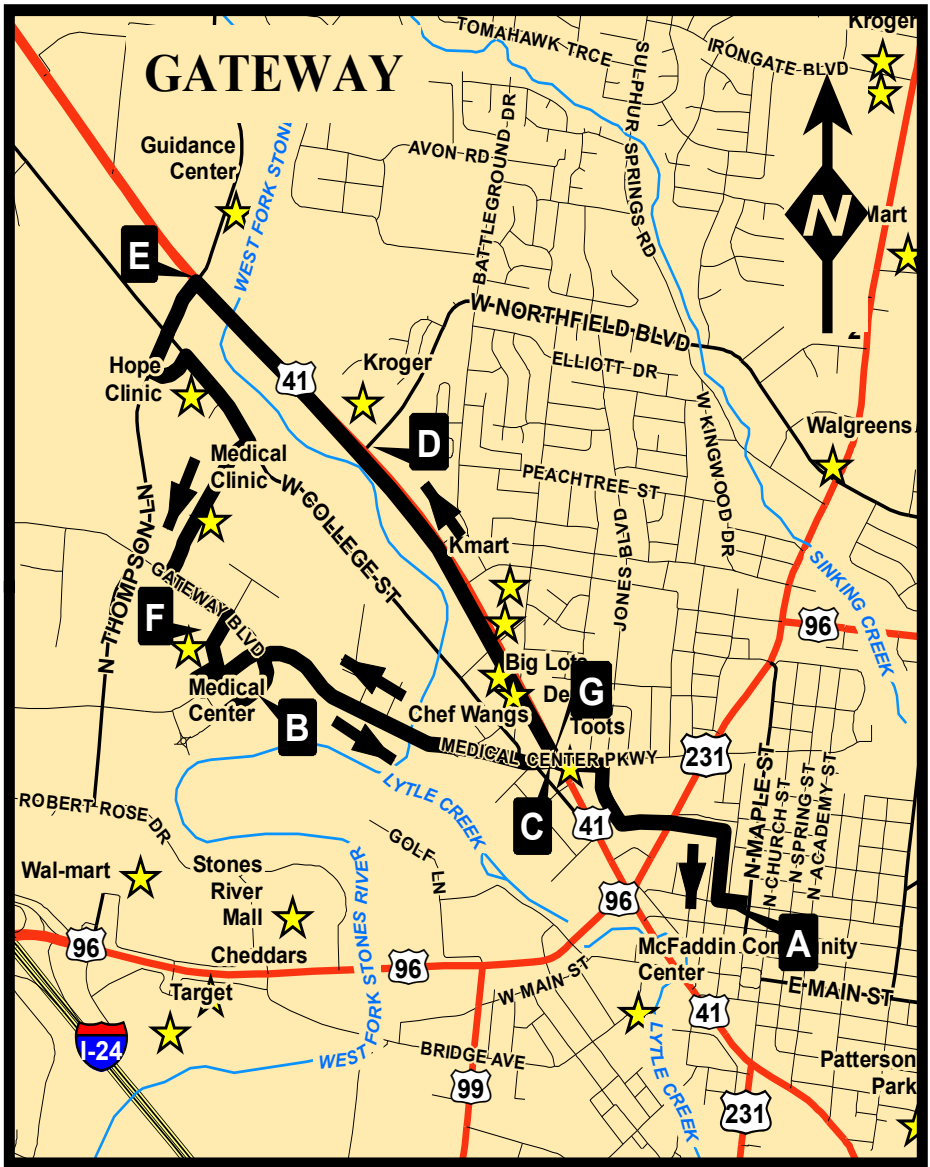 Kroger
TOMAHAWK TRCE
IRONGATE BLVD
GATEWAY
SULPHUR SPRINGS RD
BATTLEGROUND DR
WEST FORK STON
Guidance
Center
AVON RD
N
Mart
E
W NORTHFIELD BLVD
ELLIOTT DR
Hope
Clinic
41
Kroger
W KINGWOOD DR
Walgreens
D
Medical
Clinic
W COLLEGE ST
PEACHTREE ST
JONES BLVD
Kmart
SINKING CREEK
N THOMPSON LN
GATEWAY BLVD
F
96
Medical
Center
B
Big Lots
De
G
Chef Wangs
Toots
MEDICAL CENTER PKWY
231
LYTLE CREEK
N MAPLE ST
N CHURCH ST
N SPRING ST
N ACADEMY ST
ROBERT ROSE DR
C
41
GOLF LN
Wal-mart
Stones
River
Mall
Cheddars
96
96
96
WEST FORK STONES RIVER
McFaddin Com nity
Center
A
W MAIN ST
E MAIN ST
Target
41
I-24
BRIDGE AVE
99
LYTLE CREEK
231
Patterson
Park